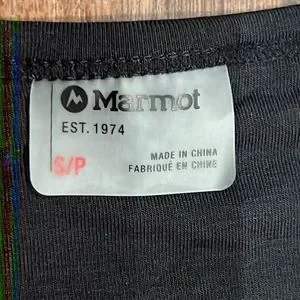 Marmot
EST. 1974
S/P
MADE IN CHINA
FABRIQUÉ EN CHINE